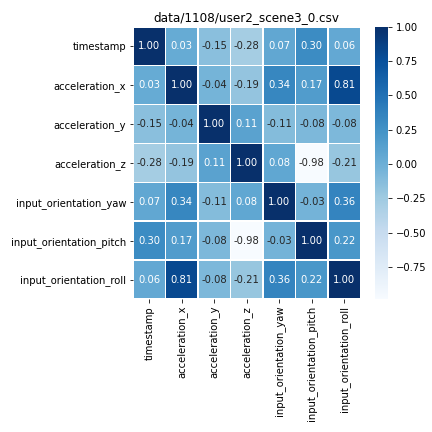 data/1108/user2_scene3_0.csv
timestamp 1.00 0.03 -0.15 -0.28 0.07 0.30 0.06
acceleration_x 0.03 1.00 -0.04 -0.19 0.34 0.17 0.81
acceleration_y -0.15 -0.04 1.00 0.11 -0.11 -0.08 -0.08
acceleration_z -0.28 -0.19 0.11 1.00 0.08 -0.98 -0.21
input_orientation_yaw 0.07 0.34 -0.11 0.08 1.00 -0.03 0.36
input_orientation_pitch 0.30 0.17 -0.08 -0.98 -0.03 1.00 0.22
input_orientation_roll 0.06 0.81 -0.08 -0.21 0.36 0.22 1.00
timestamp
acceleration_x
acceleration_y
acceleration_z
input_orientation_yaw
input_orientation_pitch
input_orientation_roll
1.00
0.75
0.50
0.25
0.00
-0.25
-0.50
-0.75